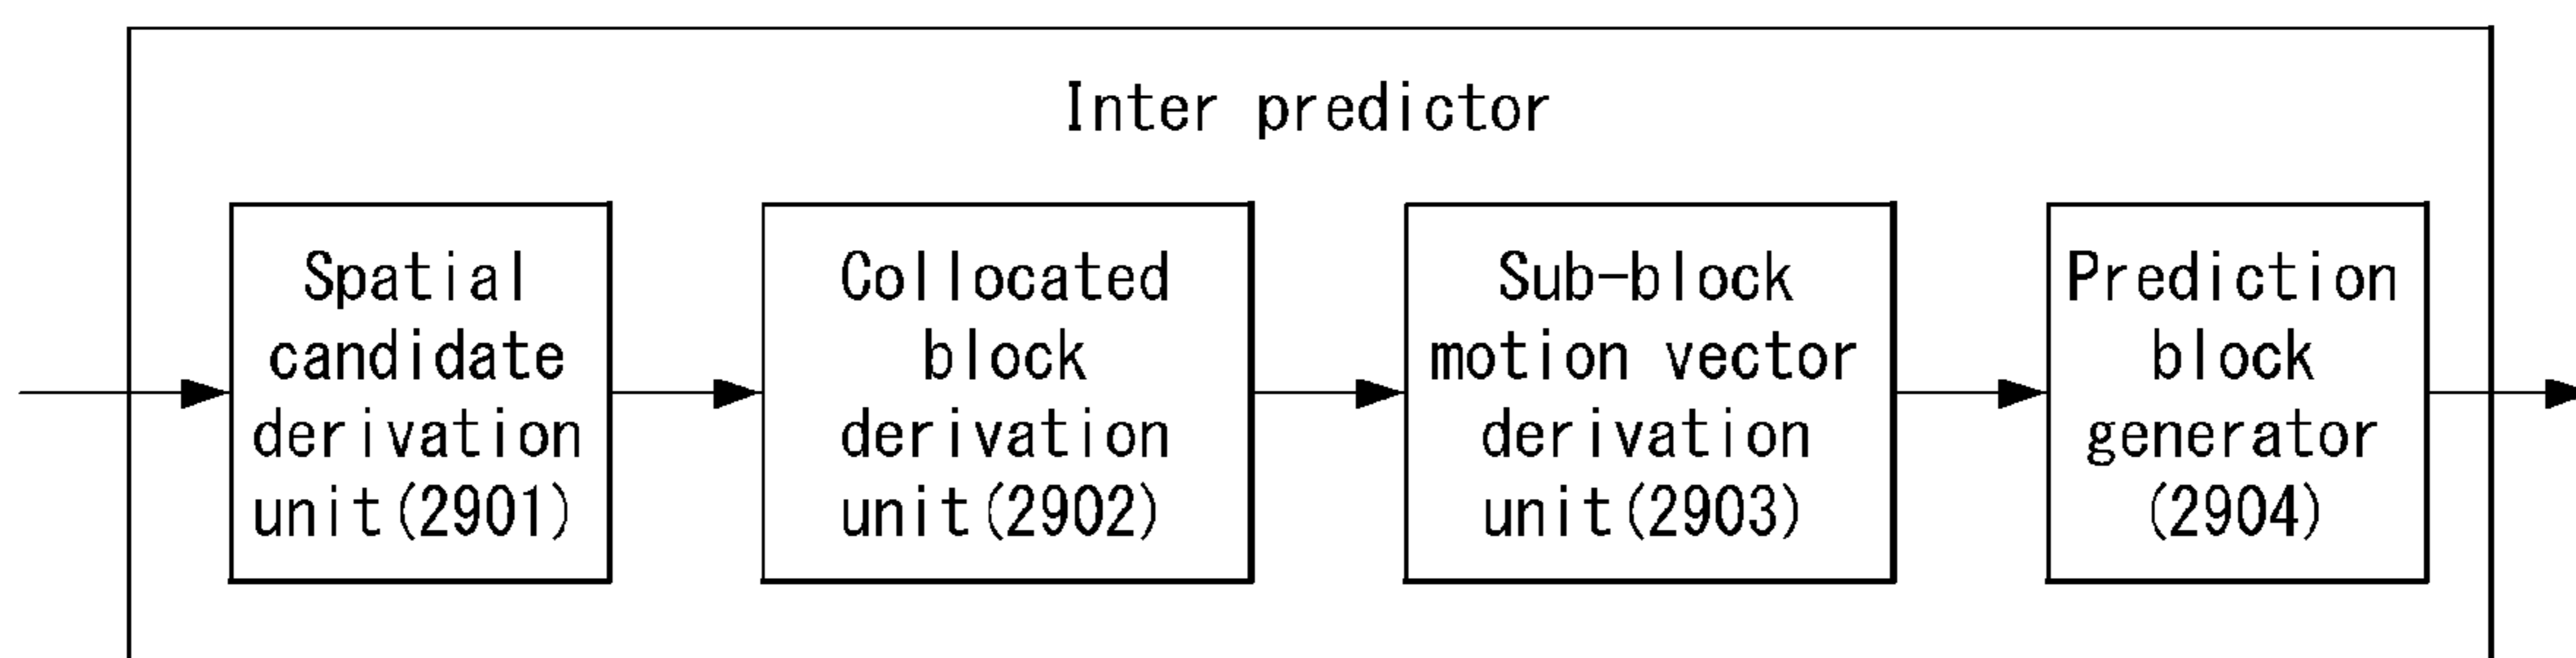 Inter predictor
Spatial
candidate
derivation
unit(2901)
Collocated
block
derivation
unit(2902)
Sub-block
motion vector
derivation
unit(2903)
Prediction
block
generator
(2904)